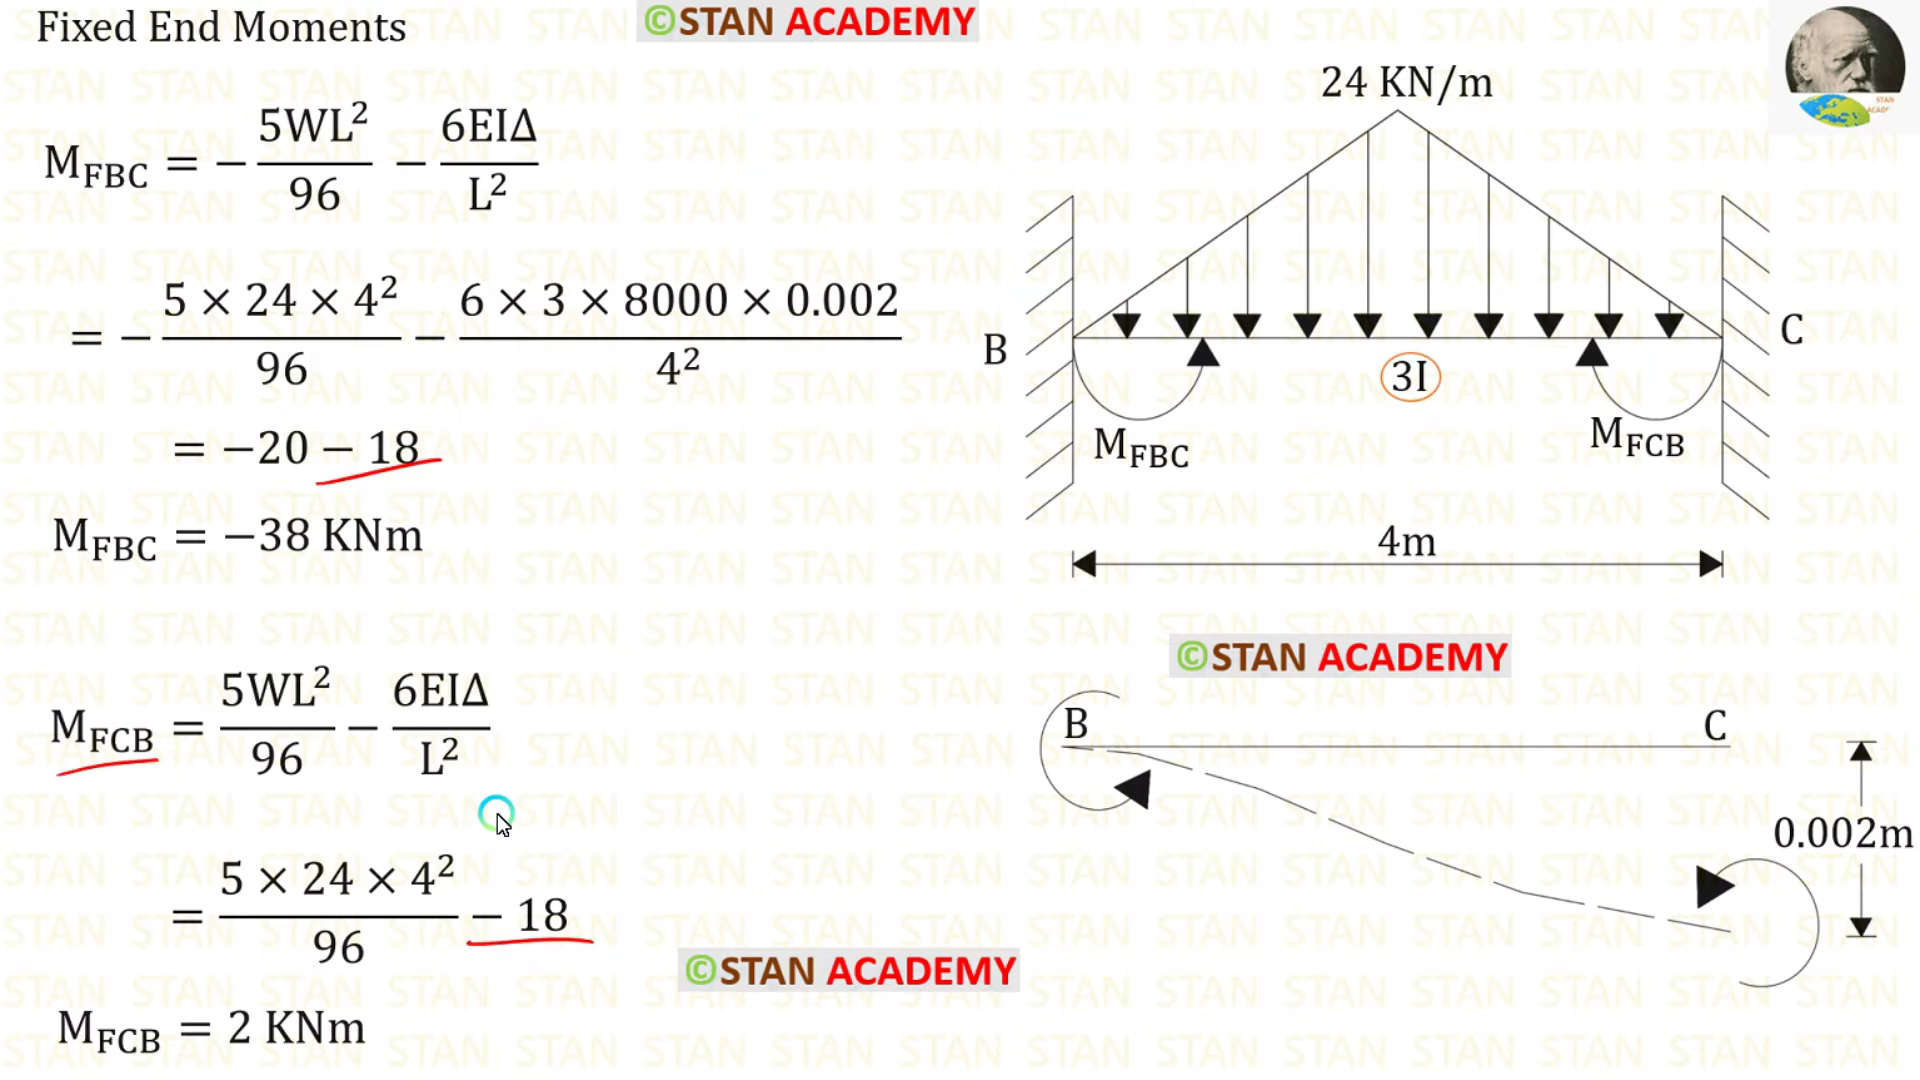 Fixed End Moments
©STAN ACADEMY
M_FBC = − 5WL²/96 − 6EIΔ/L²
= − (5 × 24 × 4²)/96 − (6 × 3 × 8000 × 0.002)/4²
= −20 − 18
M_FBC = −38 KNm
M_FCB = 5WL²/96 − 6EIΔ/L²
= (5 × 24 × 4²)/96 − 18
M_FCB = 2 KNm
©STAN ACADEMY
24 KN/m
B
C
3I
M_FBC
M_FCB
4m
©STAN ACADEMY
B
C
0.002m
STAN